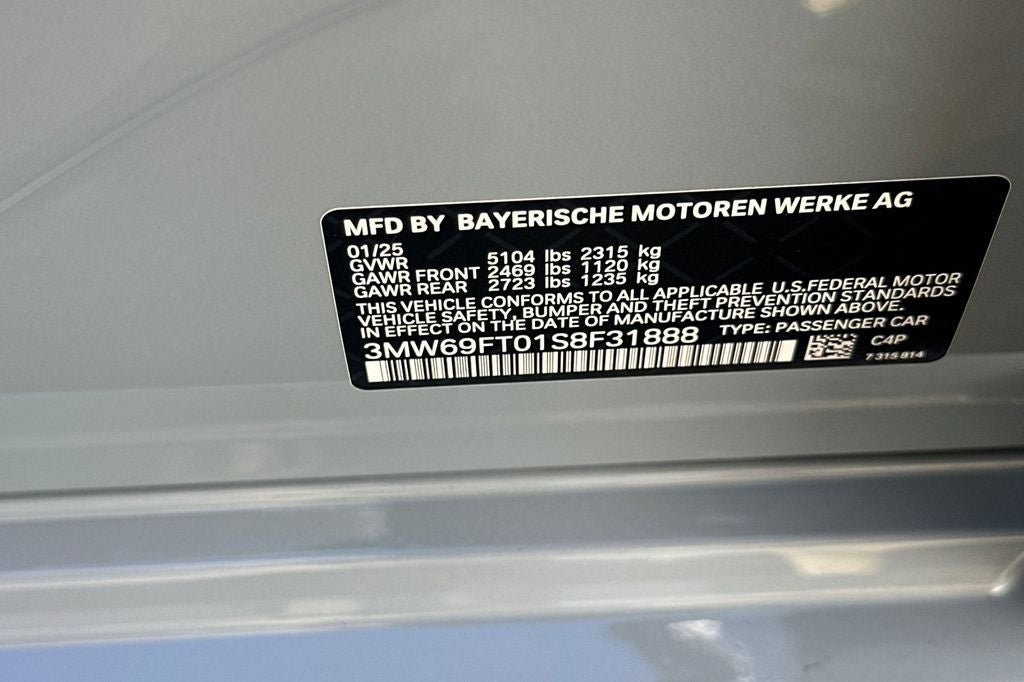 MFD BY BAYERISCHE MOTOREN WERKE AG
01/25
GVWR 5104 lbs 2315 kg
GAWR FRONT 2469 lbs 1120 kg
GAWR REAR 2723 lbs 1235 kg
THIS VEHICLE CONFORMS TO ALL APPLICABLE U.S.FEDERAL MOTOR
VEHICLE SAFETY, BUMPER AND THEFT PREVENTION STANDARDS
IN EFFECT ON THE DATE OF MANUFACTURE SHOWN ABOVE.
3MW69FT01S8F31888 TYPE: PASSENGER CAR
C4P
7 315 814